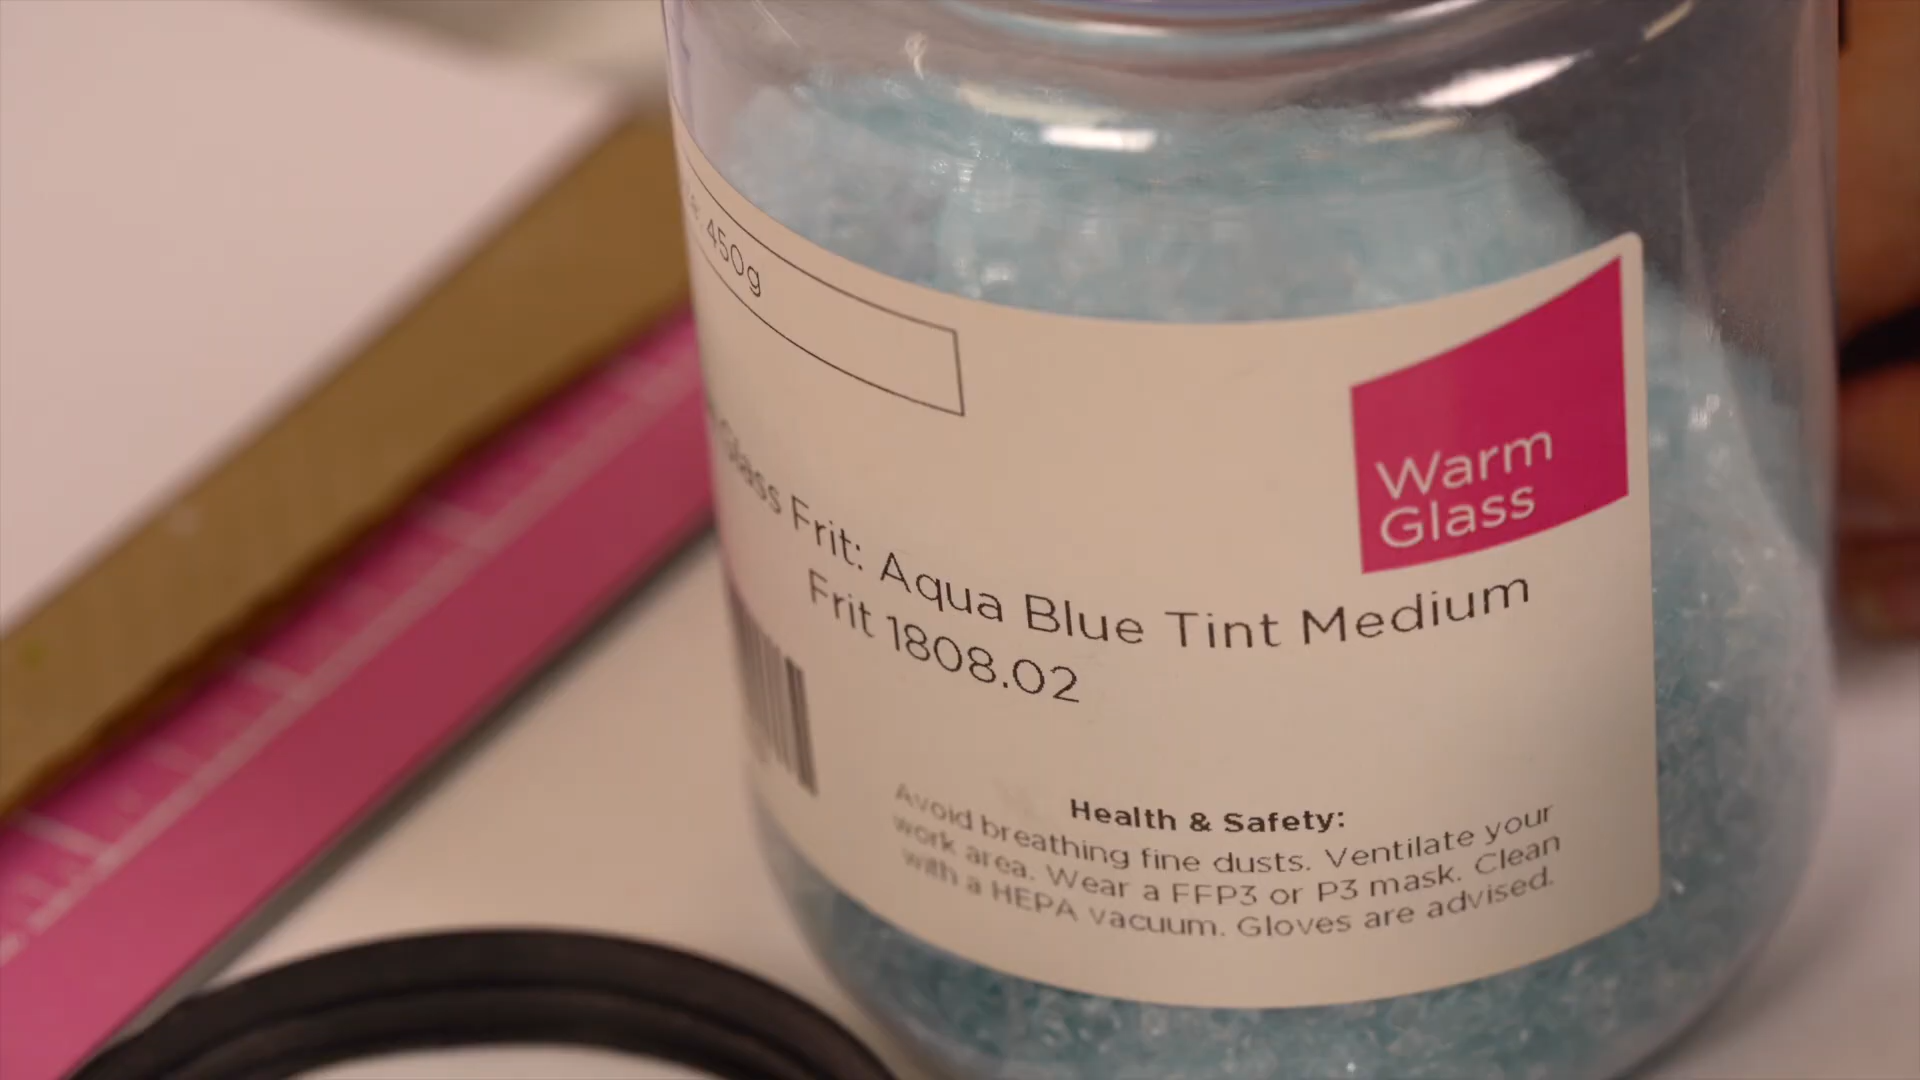 450g
Warm
Glass
Glass Frit: Aqua Blue Tint Medium
Frit 1808.02
Health & Safety:
Avoid breathing fine dusts. Ventilate your
work area. Wear a FFP3 or P3 mask. Clean
with a HEPA vacuum. Gloves are advised.